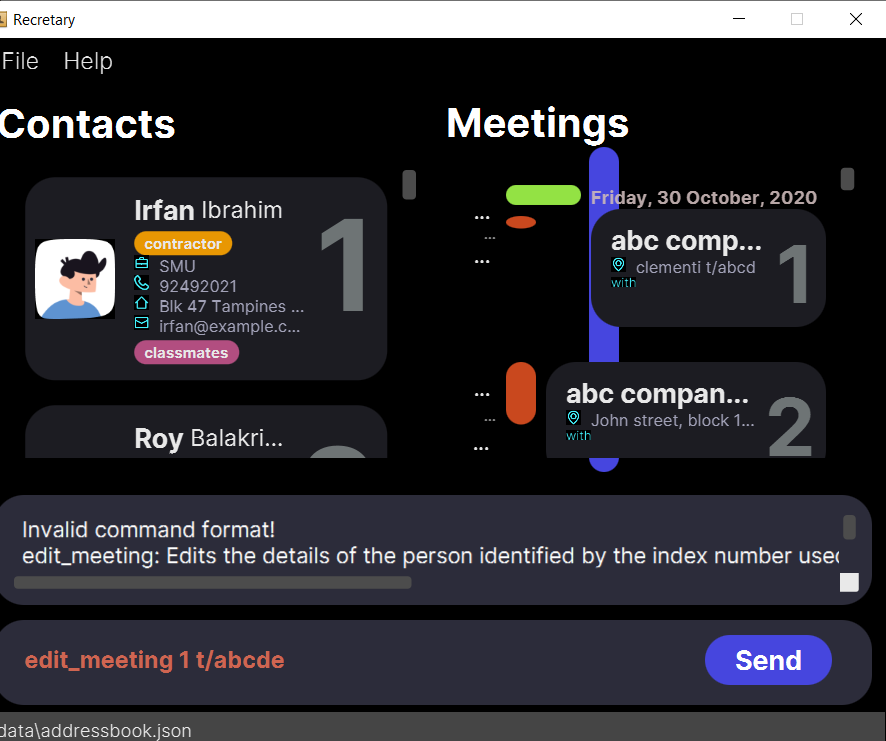 Recretary
File Help
Contacts
Irfan Ibrahim
contractor
SMU
92492021
Blk 47 Tampines ...
irfan@example.c...
classmates
1
Roy Balakri...
Meetings
...
...
...
Friday, 30 October, 2020
abc comp...
clementi t/abcd
with
1
...
...
...
abc compan...
John street, block 1...
with
2
Invalid command format!
edit_meeting: Edits the details of the person identified by the index number used
edit_meeting 1 t/abcde
Send
data\addressbook.json